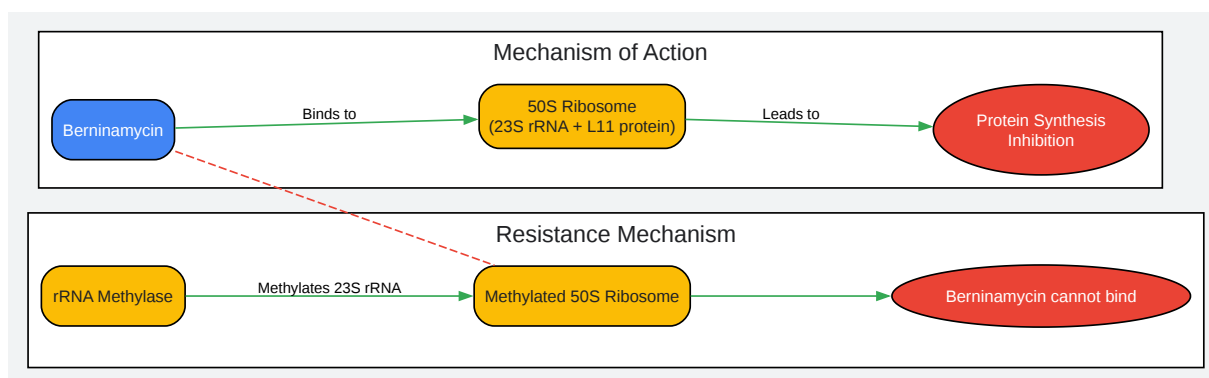 Mechanism of Action
Berninamycin
Binds to
50S Ribosome
(23S rRNA + L11 protein)
Leads to
Protein Synthesis
Inhibition
Resistance Mechanism
rRNA Methylase
Methylates 23S rRNA
Methylated 50S Ribosome
Berninamycin cannot bind